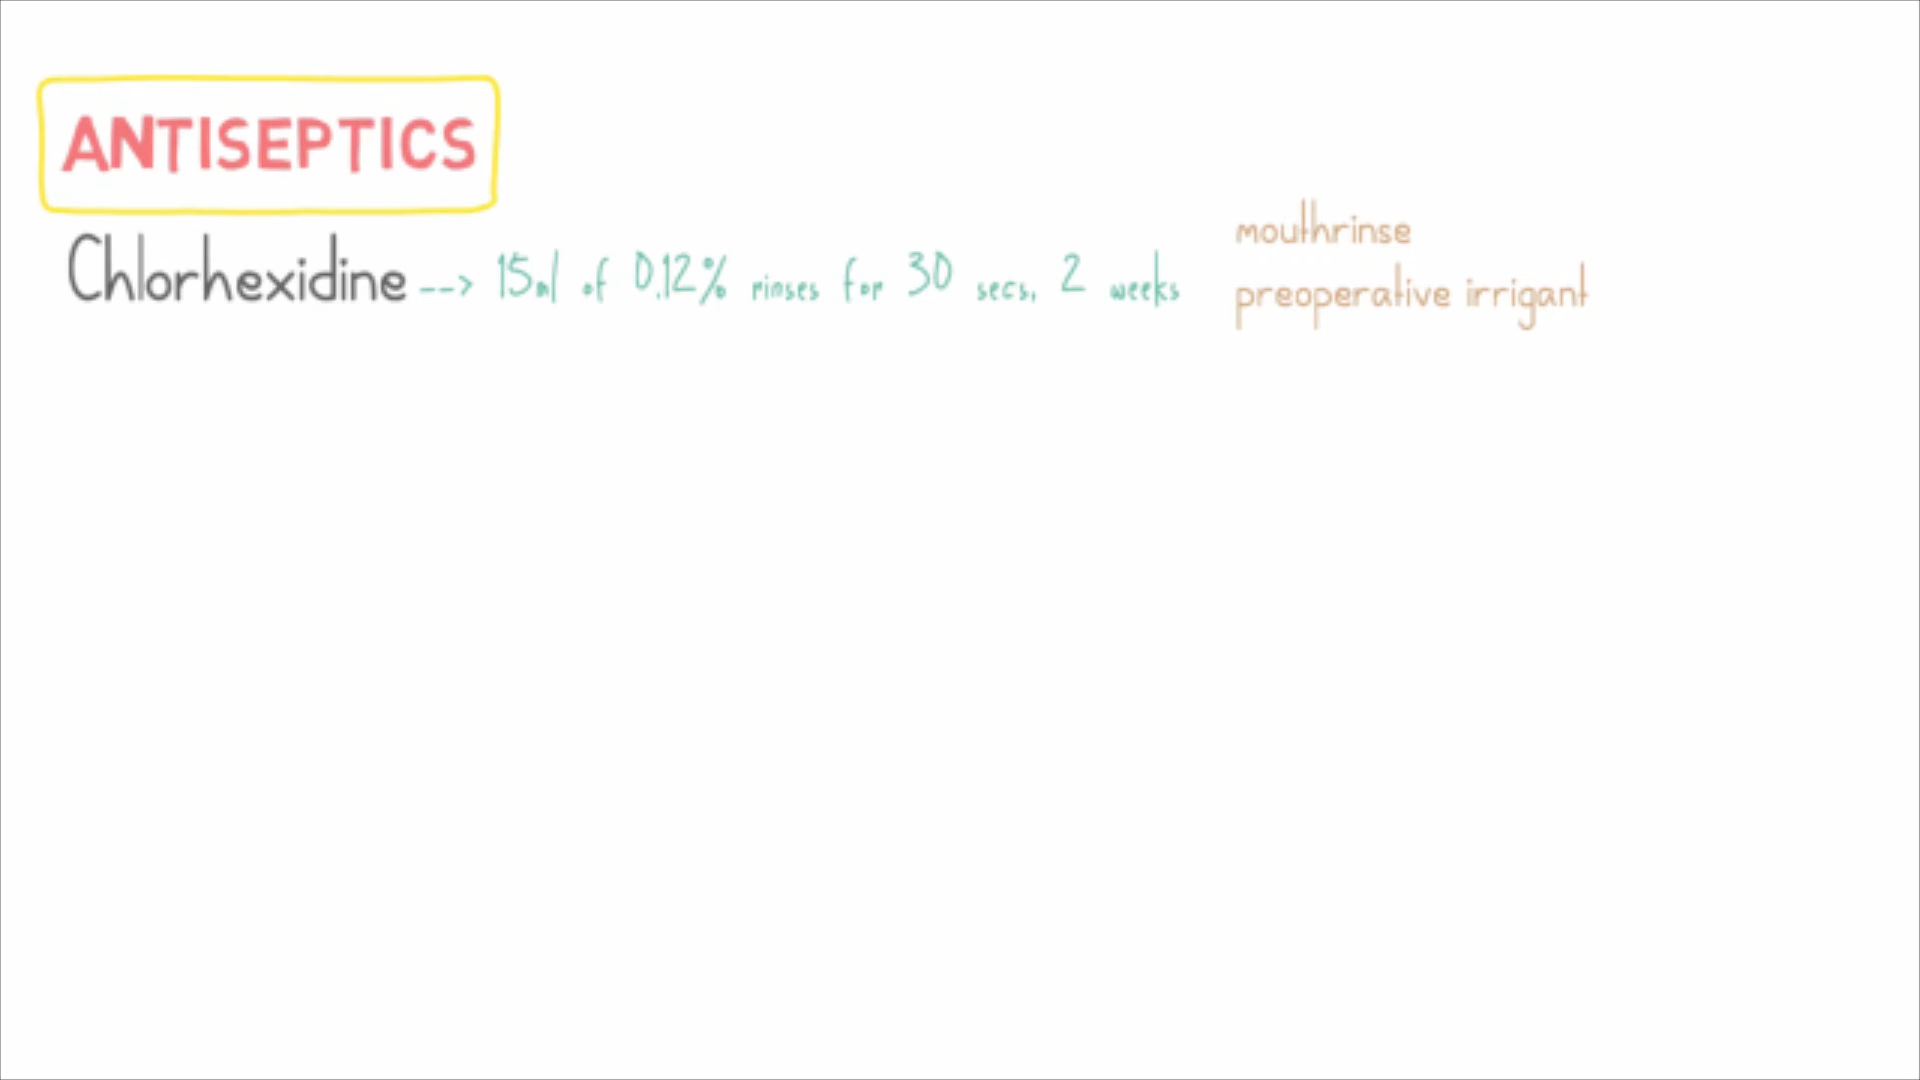 ANTISEPTICS
Chlorhexidine --> 15ml of 0.12% rinses for 30 secs, 2 weeks
mouthrinse
preoperative irrigant